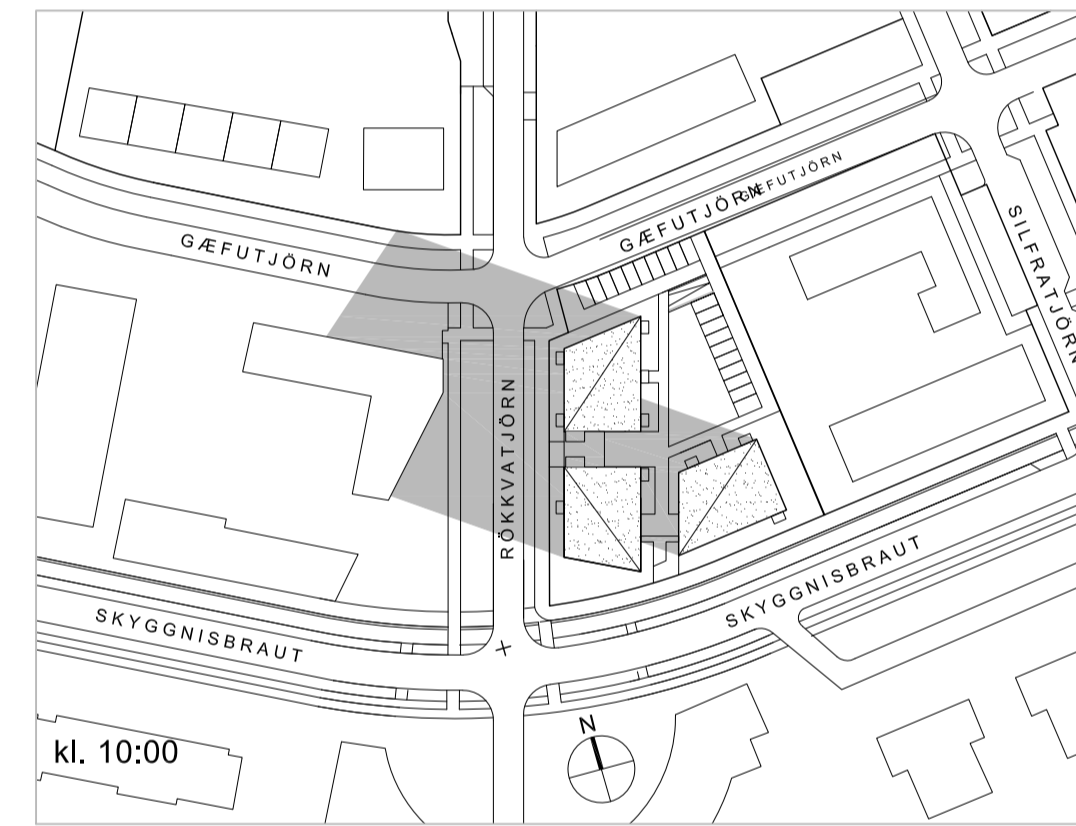 GÆFUTJÖRN
GÆFUTJÖRN
GÆFUTJÖRN
SILFRATJÖRN
RÖKKVATJÖRN
SKYGGNISBRAUT
SKYGGNISBRAUT
N
kl. 10:00